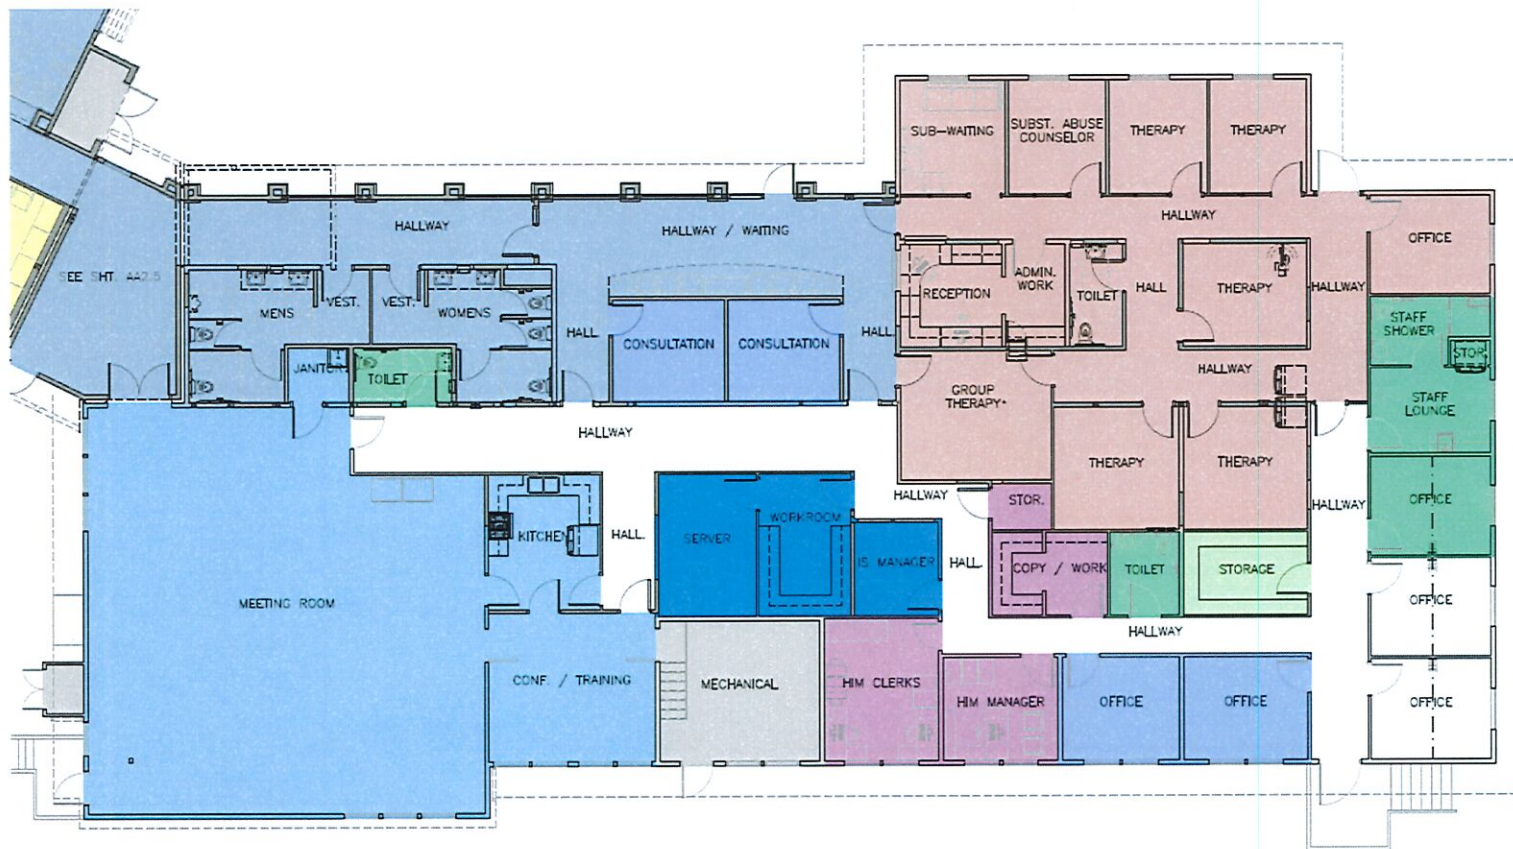 SUB-WAITING
SUBST. ABUSE
COUNSELOR
THERAPY
THERAPY
HALLWAY
HALLWAY / WAITING
HALLWAY
OFFICE
SEE SHT. AA2.5
MENS
VEST.
VEST.
WOMENS
HALL
CONSULTATION
CONSULTATION
HALL
RECEPTION
ADMIN.
WORK
TOILET
HALL
THERAPY
HALLWAY
STAFF
SHOWER
STOR.
JANITOR
TOILET
GROUP
THERAPY*
HALLWAY
STAFF
LOUNGE
HALLWAY
THERAPY
THERAPY
HALLWAY
STOR.
HALLWAY
OFFICE
KITCHEN
HALL
SERVER
WORKROOM
IS MANAGER
HALL
COPY / WORK
TOILET
STORAGE
OFFICE
MEETING ROOM
HALLWAY
CONF. / TRAINING
MECHANICAL
HIM CLERKS
HIM MANAGER
OFFICE
OFFICE
OFFICE